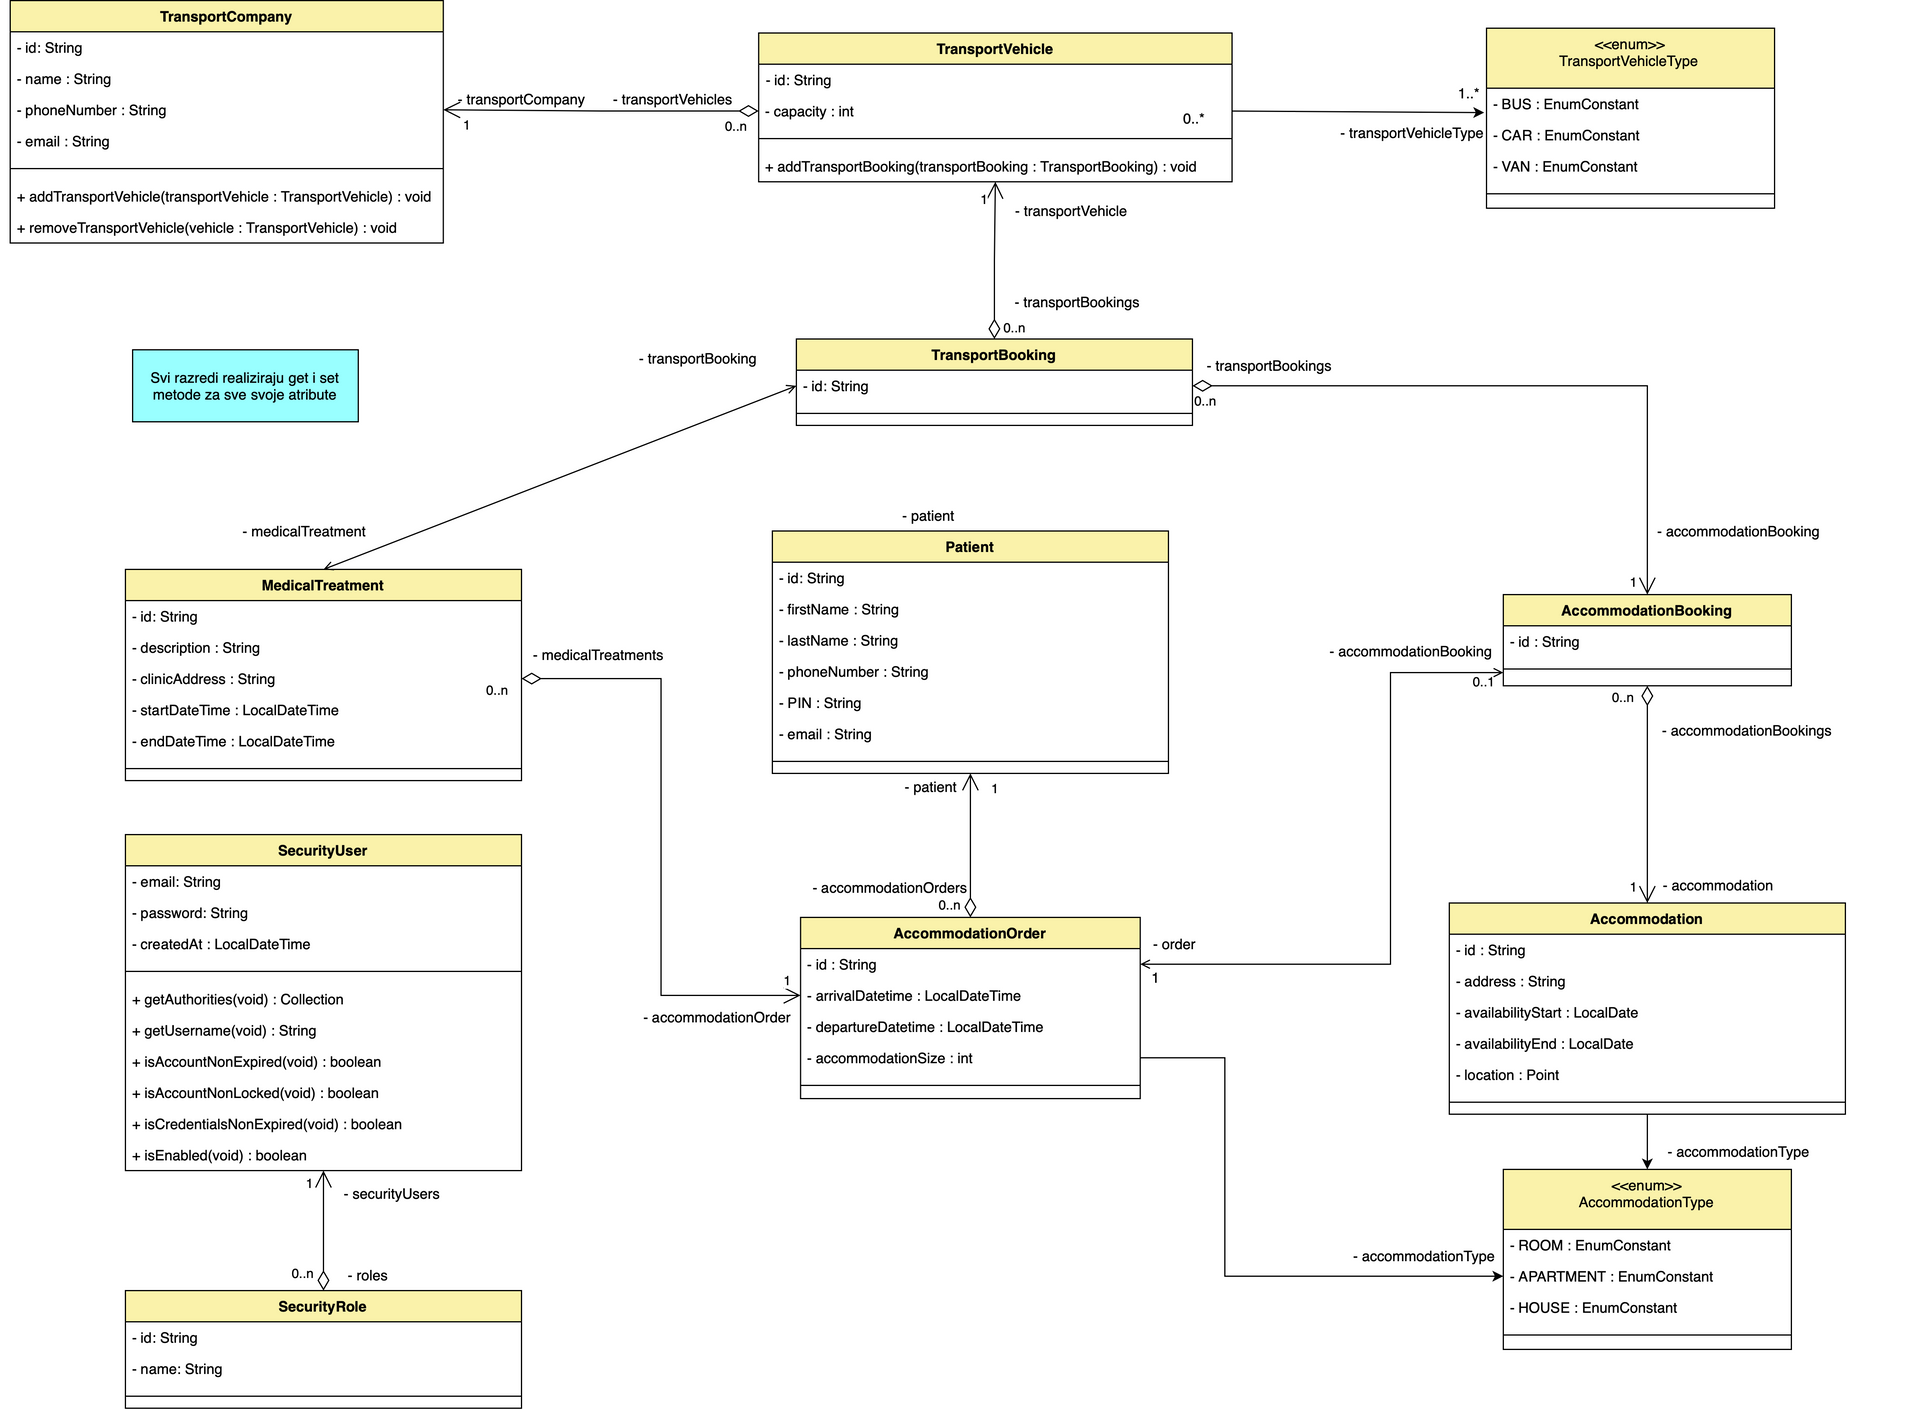 TransportCompany
- id: String
- name : String
- phoneNumber : String
- email : String
+ addTransportVehicle(transportVehicle : TransportVehicle) : void
+ removeTransportVehicle(vehicle : TransportVehicle) : void
- transportCompany
1
- transportVehicles
0..n
TransportVehicle
- id: String
- capacity : int
0..*
+ addTransportBooking(transportBooking : TransportBooking) : void
1..*
- transportVehicleType
<<enum>>
TransportVehicleType
- BUS : EnumConstant
- CAR : EnumConstant
- VAN : EnumConstant
1
- transportVehicle
- transportBookings
0..n
Svi razredi realiziraju get i set
metode za sve svoje atribute
- transportBooking
TransportBooking
- id: String
- transportBookings
0..n
- medicalTreatment
- accommodationBooking
1
MedicalTreatment
- id: String
- description : String
- clinicAddress : String
- startDateTime : LocalDateTime
- endDateTime : LocalDateTime
- medicalTreatments
0..n
- patient
Patient
- id: String
- firstName : String
- lastName : String
- phoneNumber : String
- PIN : String
- email : String
- patient
1
AccommodationBooking
- id : String
- accommodationBooking
0..1
0..n
- accommodationBookings
1
- accommodation
SecurityUser
- email: String
- password: String
- createdAt : LocalDateTime
+ getAuthorities(void) : Collection
+ getUsername(void) : String
+ isAccountNonExpired(void) : boolean
+ isAccountNonLocked(void) : boolean
+ isCredentialsNonExpired(void) : boolean
+ isEnabled(void) : boolean
- accommodationOrders
0..n
AccommodationOrder
- id : String
- arrivalDatetime : LocalDateTime
- departureDatetime : LocalDateTime
- accommodationSize : int
1
- accommodationOrder
- order
1
Accommodation
- id : String
- address : String
- availabilityStart : LocalDate
- availabilityEnd : LocalDate
- location : Point
- accommodationType
1
- securityUsers
0..n
- roles
SecurityRole
- id: String
- name: String
- accommodationType
<<enum>>
AccommodationType
- ROOM : EnumConstant
- APARTMENT : EnumConstant
- HOUSE : EnumConstant